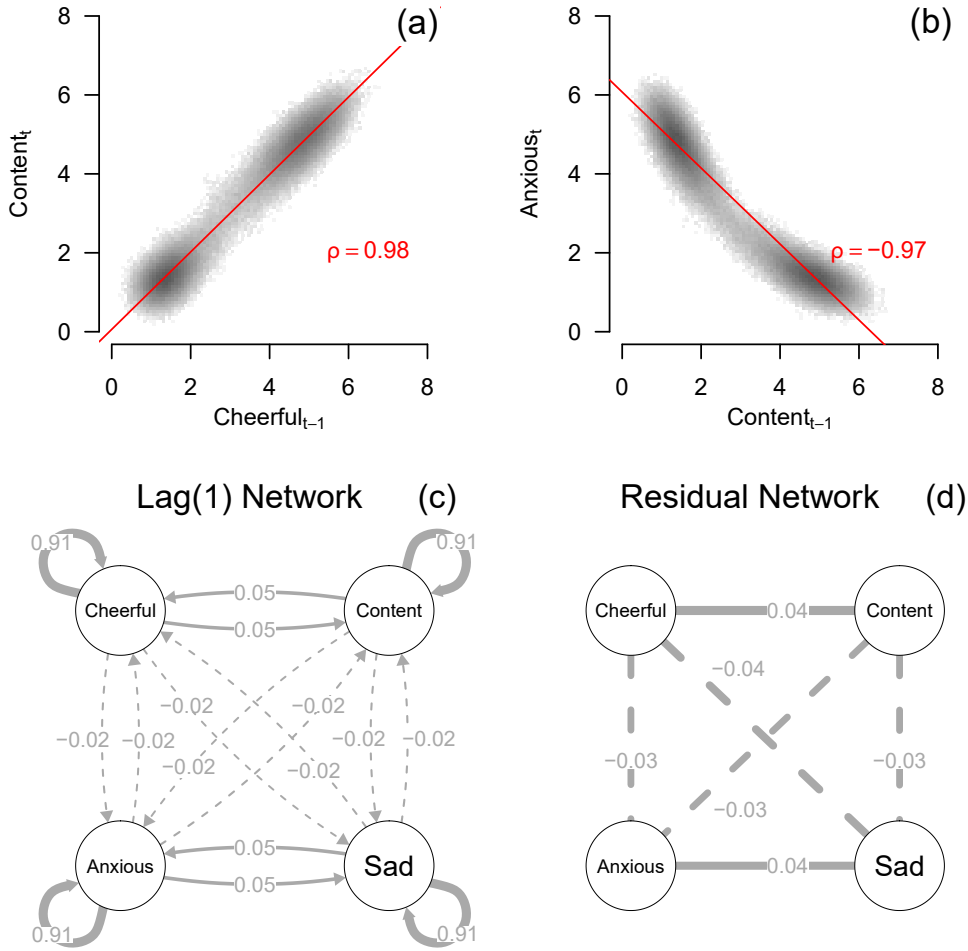 (a)
8
6
4
2
0
Content_t
0 2 4 6 8
Cheerful_{t−1}
ρ = 0.98
(b)
8
6
4
2
0
Anxious_t
0 2 4 6 8
Content_{t−1}
ρ = −0.97
Lag(1) Network (c)
0.91 0.91
Cheerful 0.05 Content
0.05
−0.02 −0.02
−0.02 −0.02 −0.02 −0.02
−0.02 −0.02
0.05
Anxious Sad
0.05
0.91 0.91
Residual Network (d)
Cheerful 0.04 Content
−0.04
−0.03 −0.03
−0.03
Anxious 0.04 Sad